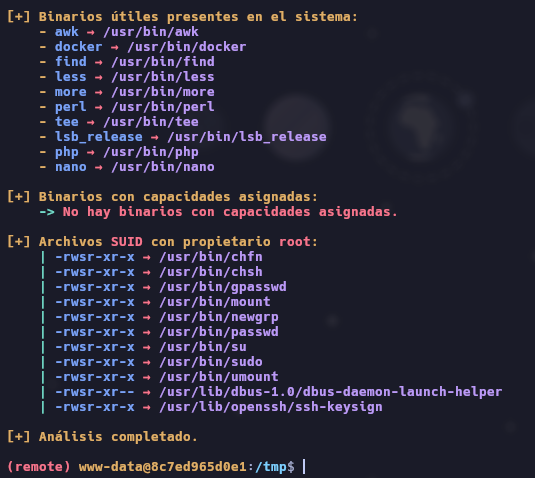 [+] Binarios útiles presentes en el sistema:
- awk → /usr/bin/awk
- docker → /usr/bin/docker
- find → /usr/bin/find
- less → /usr/bin/less
- more → /usr/bin/more
- perl → /usr/bin/perl
- tee → /usr/bin/tee
- lsb_release → /usr/bin/lsb_release
- php → /usr/bin/php
- nano → /usr/bin/nano
[+] Binarios con capacidades asignadas:
-> No hay binarios con capacidades asignadas.
[+] Archivos SUID con propietario root:
| -rwsr-xr-x → /usr/bin/chfn
| -rwsr-xr-x → /usr/bin/chsh
| -rwsr-xr-x → /usr/bin/gpasswd
| -rwsr-xr-x → /usr/bin/mount
| -rwsr-xr-x → /usr/bin/newgrp
| -rwsr-xr-x → /usr/bin/passwd
| -rwsr-xr-x → /usr/bin/su
| -rwsr-xr-x → /usr/bin/sudo
| -rwsr-xr-x → /usr/bin/umount
| -rwsr-xr-- → /usr/lib/dbus-1.0/dbus-daemon-launch-helper
| -rwsr-xr-x → /usr/lib/openssh/ssh-keysign
[+] Análisis completado.
(remote) www-data@8c7ed965d0e1:/tmp$